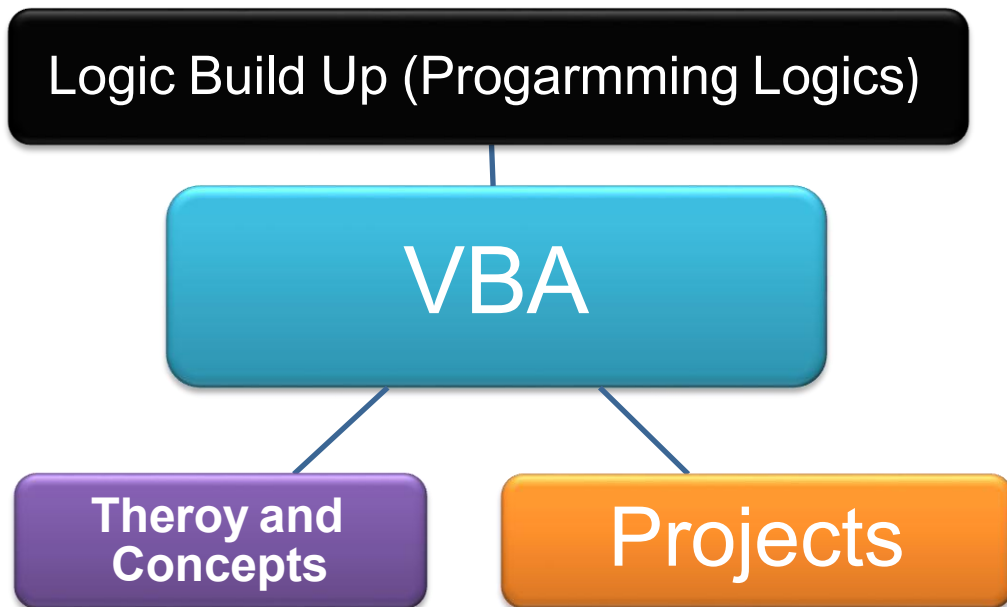 Logic Build Up (Progarmming Logics)
VBA
Theroy and
Concepts
Projects